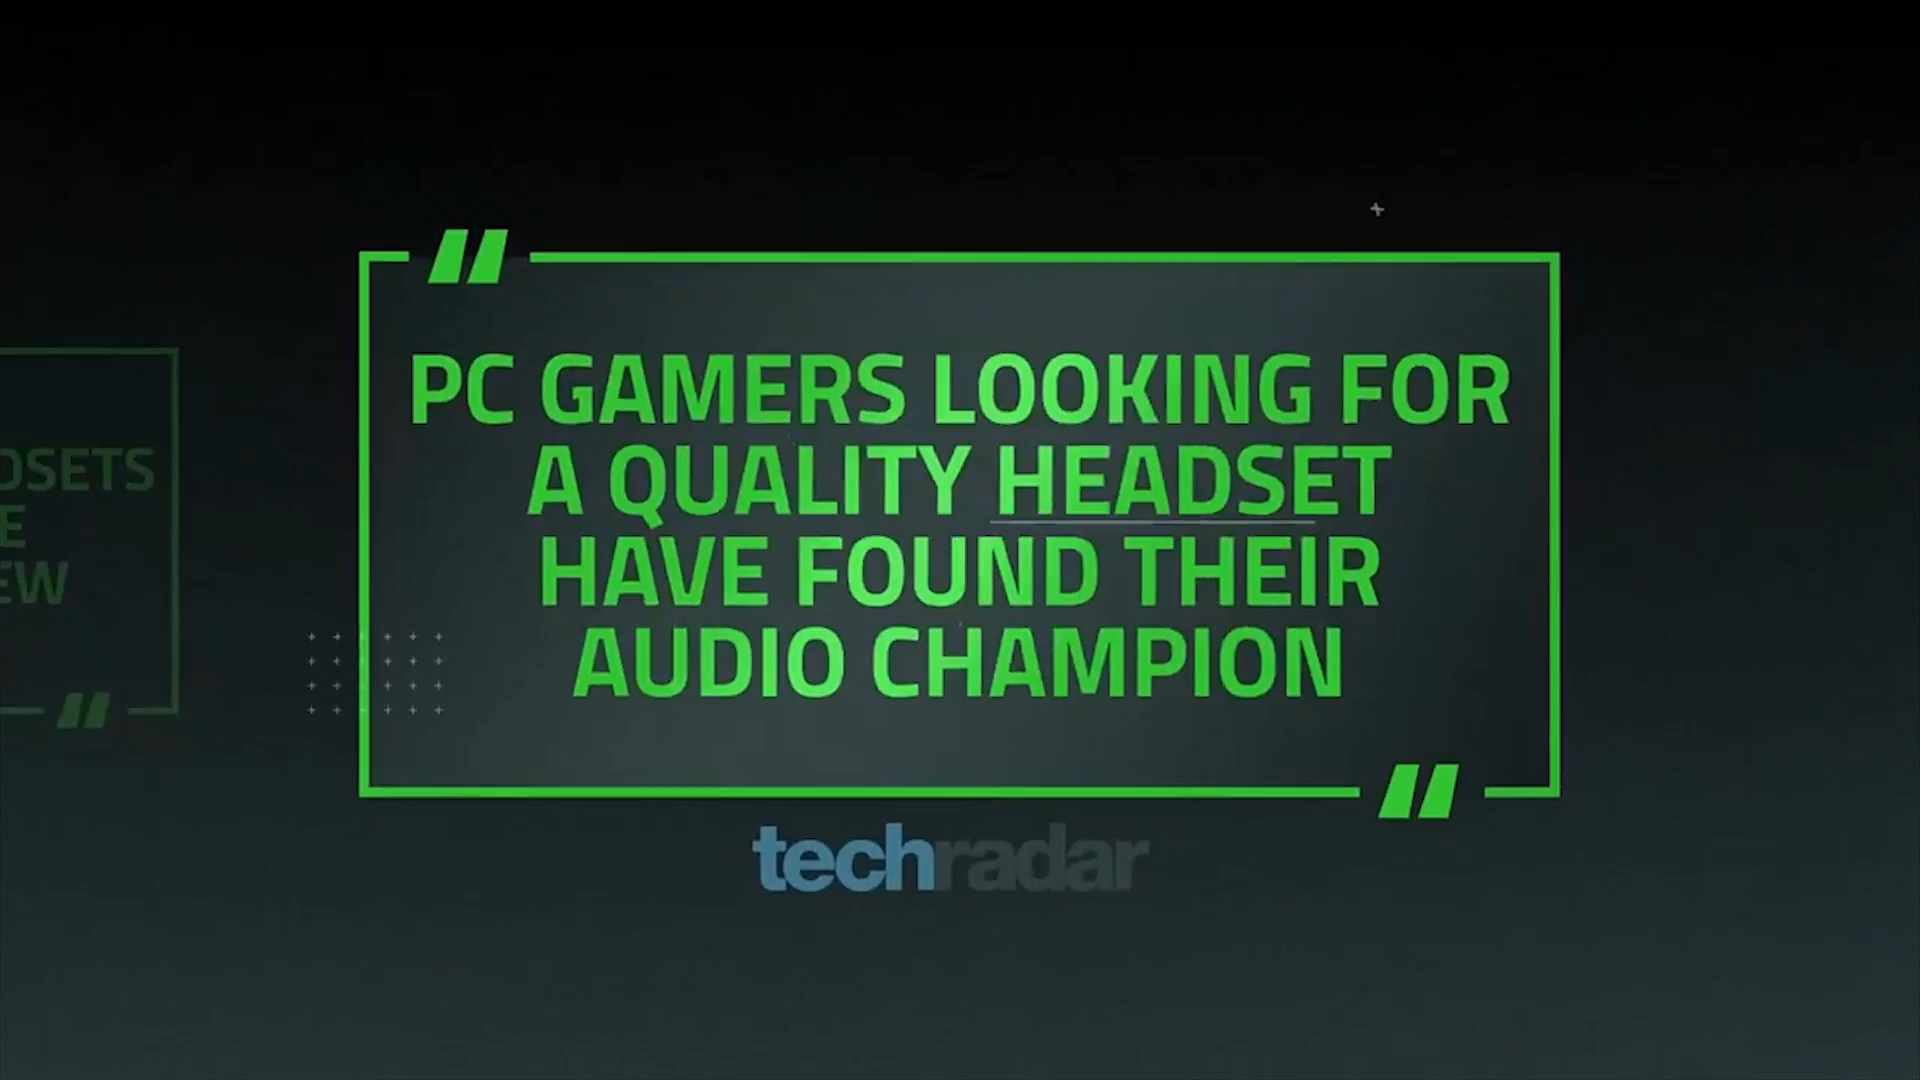 PC GAMERS LOOKING FOR
A QUALITY HEADSET
HAVE FOUND THEIR
AUDIO CHAMPION
techradar